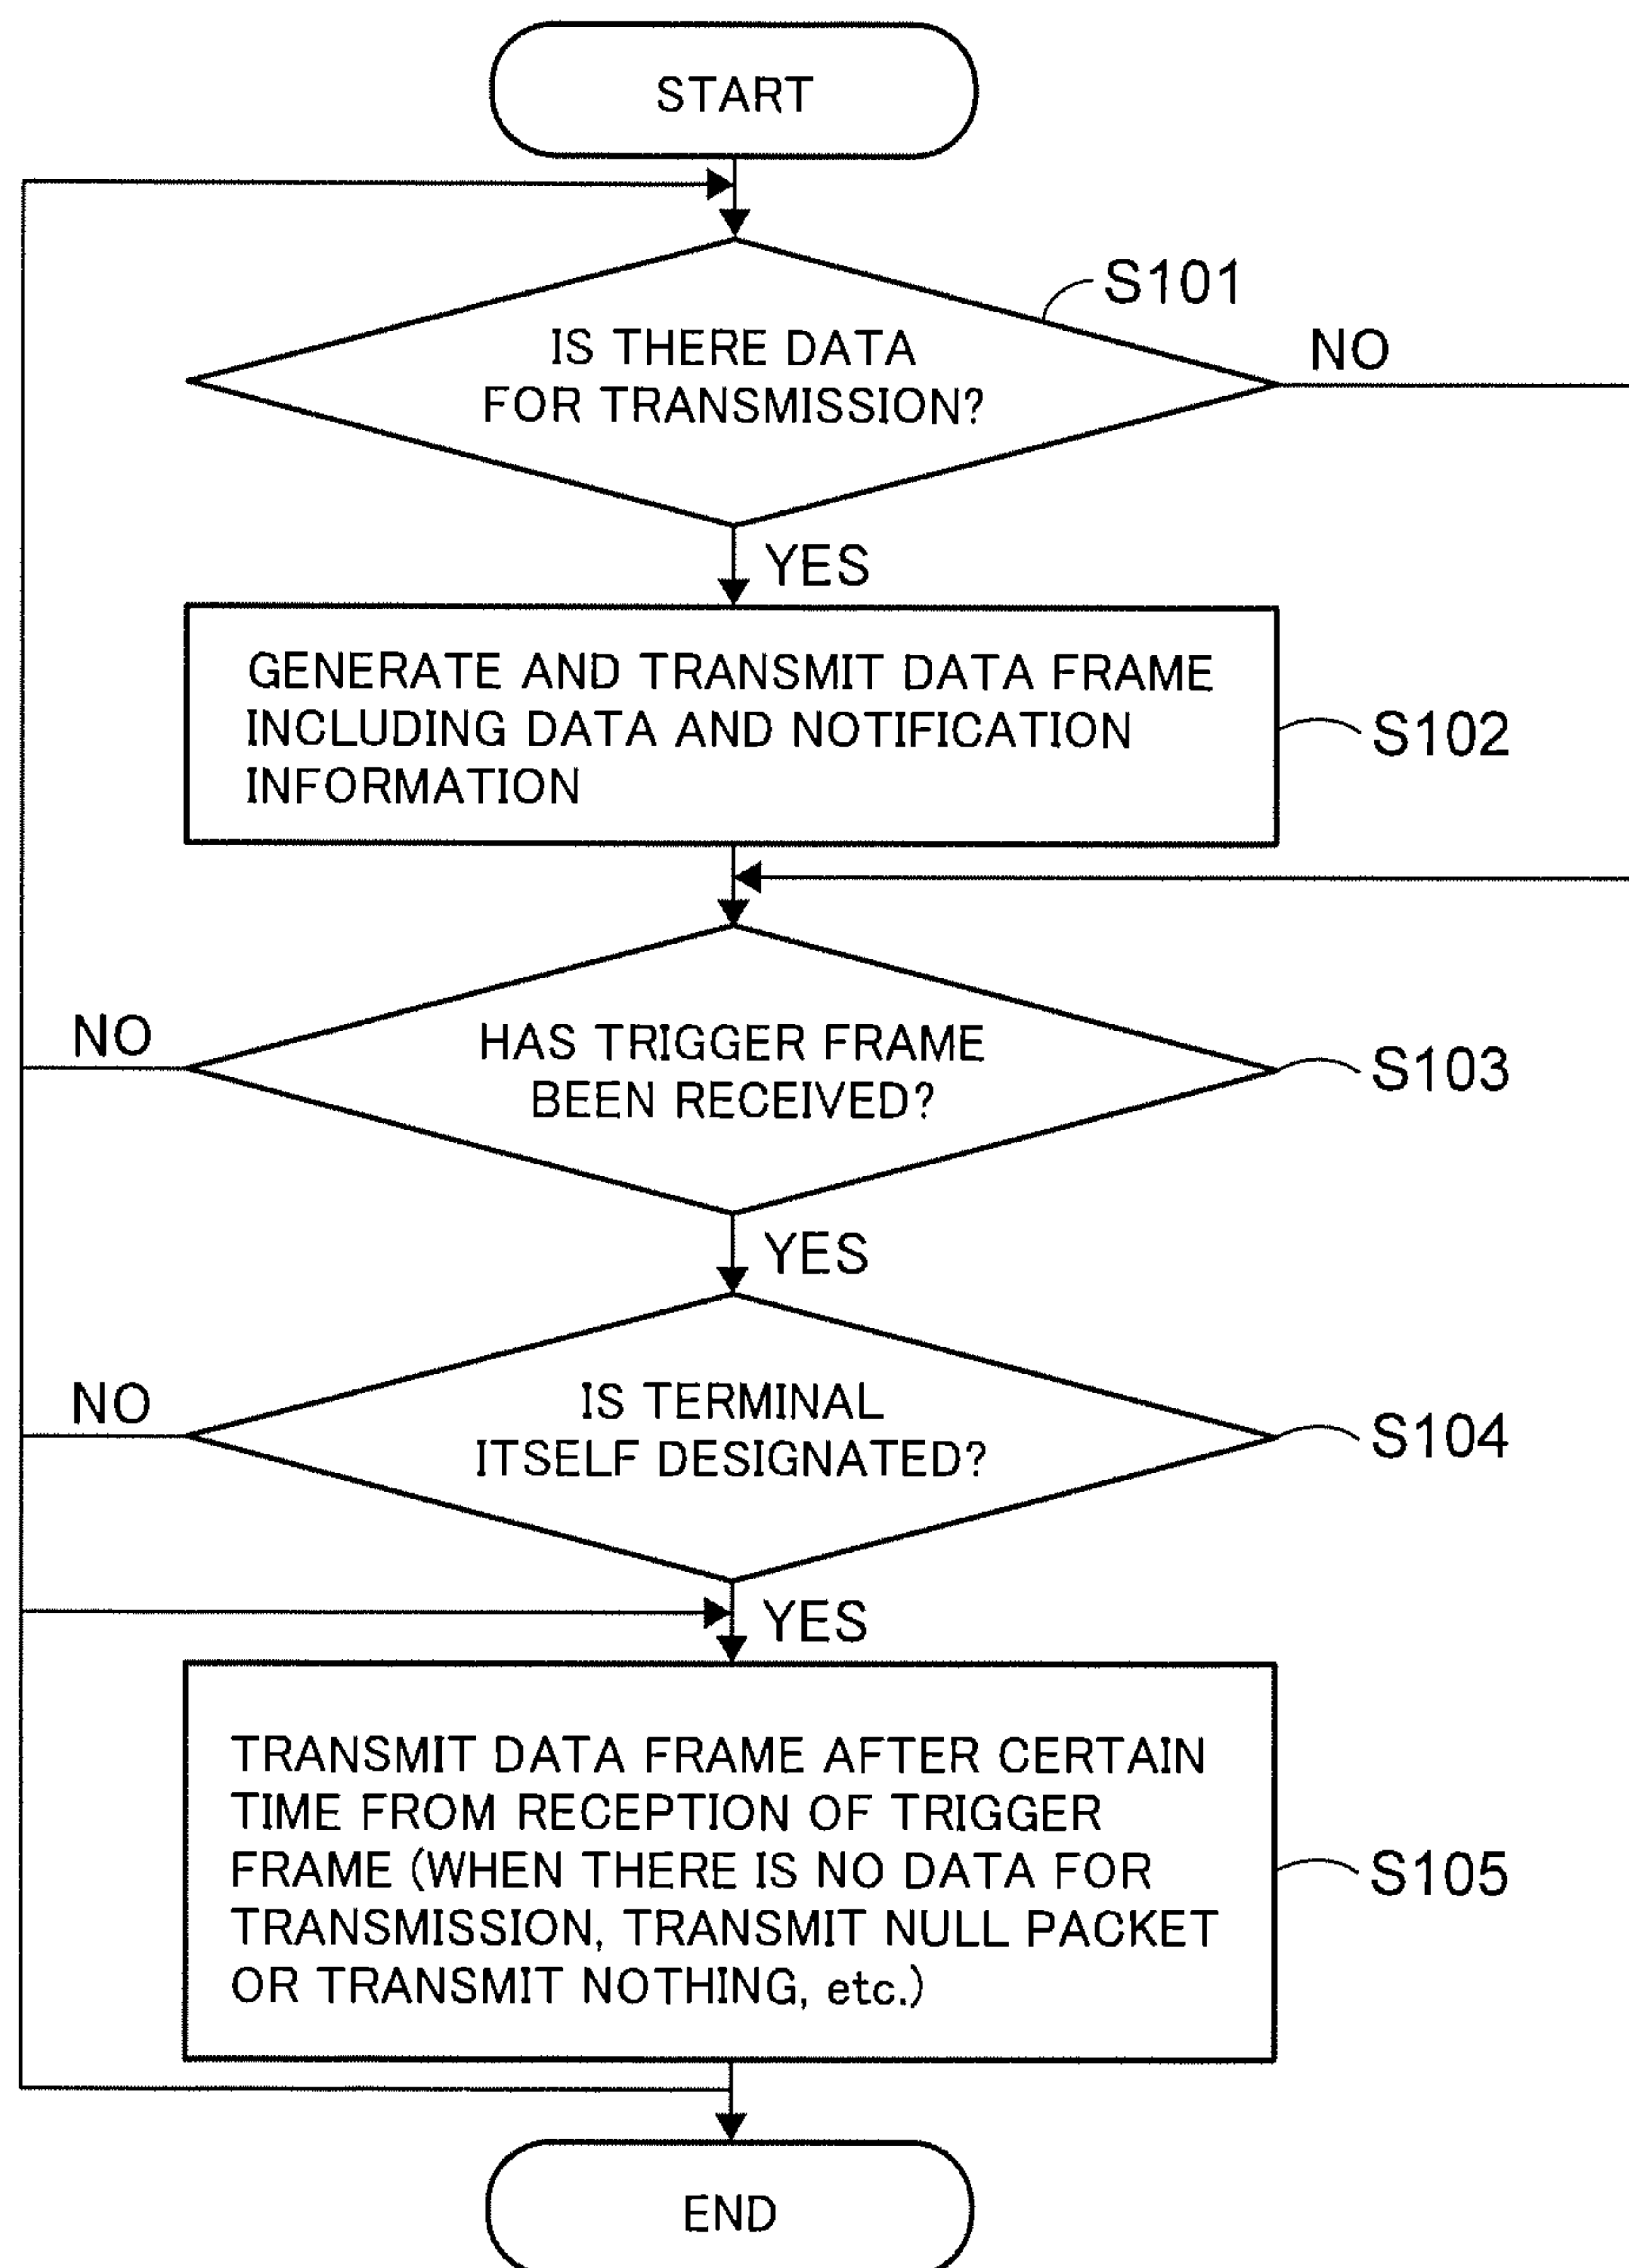 START
S101
IS THERE DATA
FOR TRANSMISSION?
NO
YES
GENERATE AND TRANSMIT DATA FRAME
INCLUDING DATA AND NOTIFICATION
INFORMATION
S102
HAS TRIGGER FRAME
BEEN RECEIVED?
NO
S103
YES
IS TERMINAL
ITSELF DESIGNATED?
NO
S104
YES
TRANSMIT DATA FRAME AFTER CERTAIN
TIME FROM RECEPTION OF TRIGGER
FRAME (WHEN THERE IS NO DATA FOR
TRANSMISSION, TRANSMIT NULL PACKET
OR TRANSMIT NOTHING, etc.)
S105
END